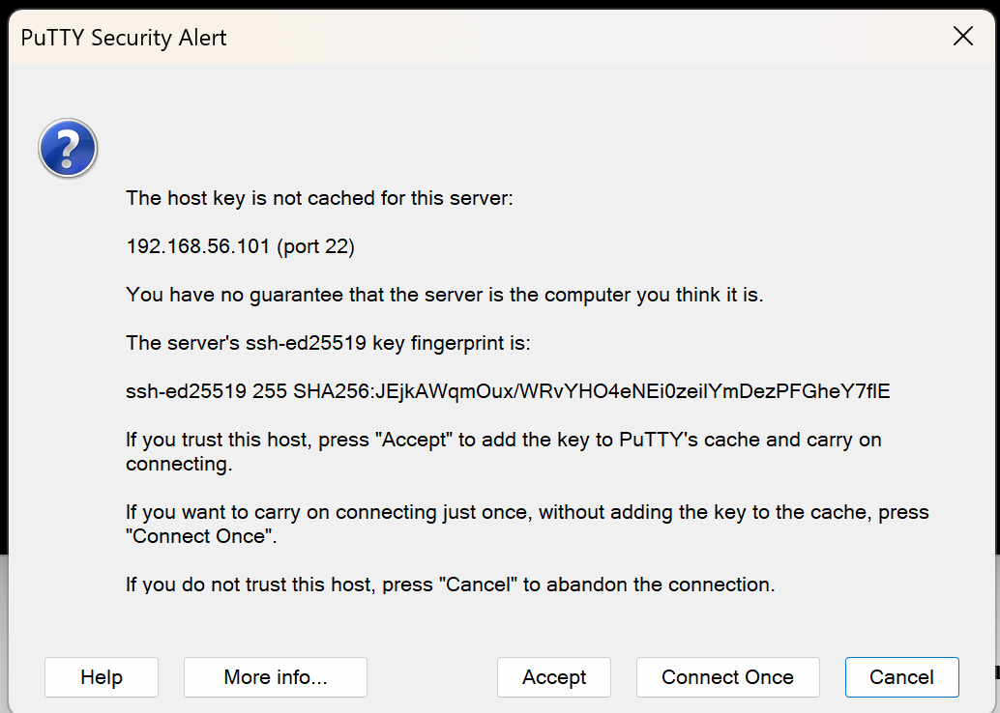 PuTTY Security Alert
The host key is not cached for this server:
192.168.56.101 (port 22)
You have no guarantee that the server is the computer you think it is.
The server's ssh-ed25519 key fingerprint is:
ssh-ed25519 255 SHA256:JEjkAWqmOux/WRvYHO4eNEi0zeilYmDezPFGheY7flE
If you trust this host, press "Accept" to add the key to PuTTY's cache and carry on
connecting.
If you want to carry on connecting just once, without adding the key to the cache, press
"Connect Once".
If you do not trust this host, press "Cancel" to abandon the connection.
Help More info... Accept Connect Once Cancel